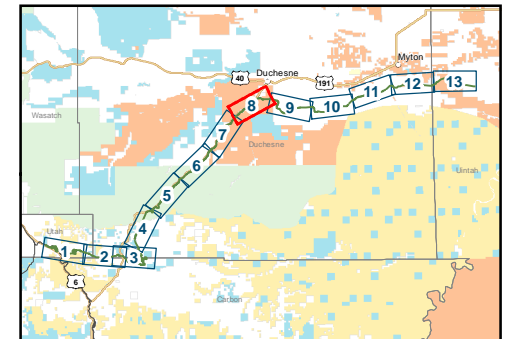 Myton
40
Duchesne
191
13
12
11
8
9
10
Wasatch
7
Duchesne
6
Uintah
5
4
Utah
1
2
3
6
Carbon